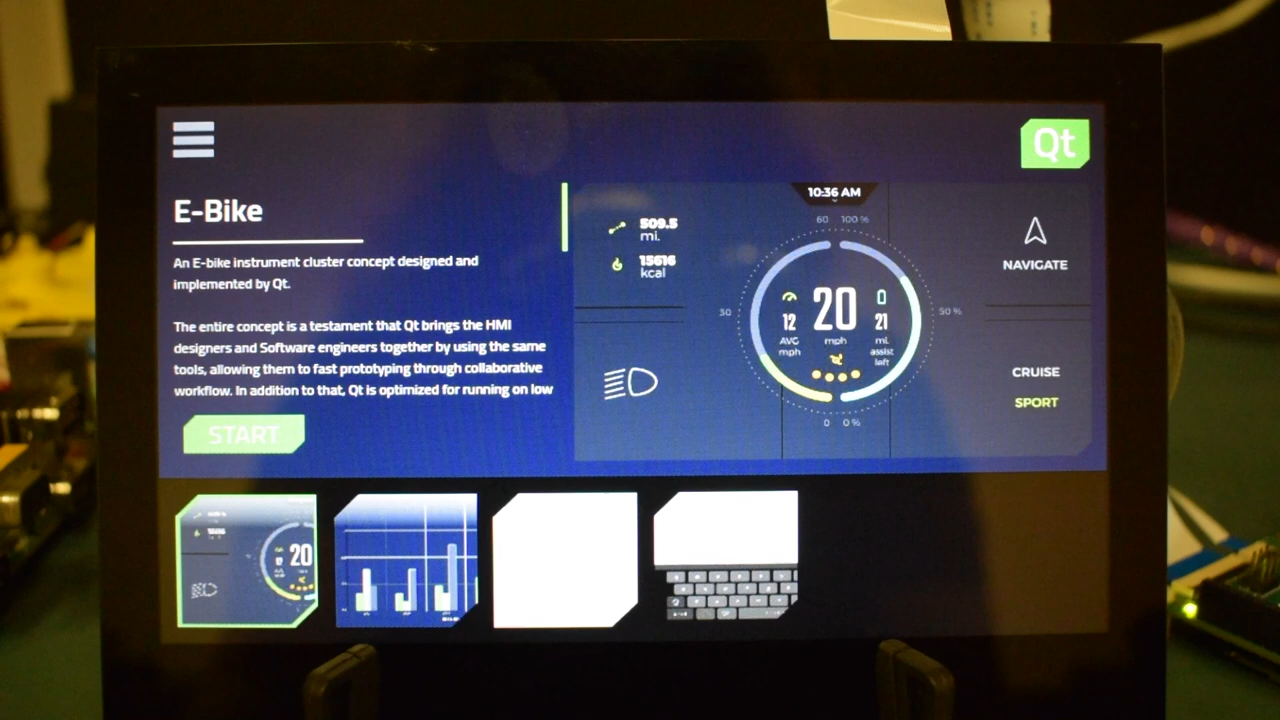 Qt
E-Bike
An E-bike instrument cluster concept designed and
implemented by Qt.
The entire concept is a testament that Qt brings the HMI
designers and Software engineers together by using the same
tools, allowing them to fast prototyping through collaborative
workflow. In addition to that, Qt is optimized for running on low
START
10:36 AM
509.5
mi.
15616
kcal
60 100 %
30
50 %
20
mph
12
AVG
mph
21
mi.
assist
left
0 0 %
NAVIGATE
CRUISE
SPORT
20
12